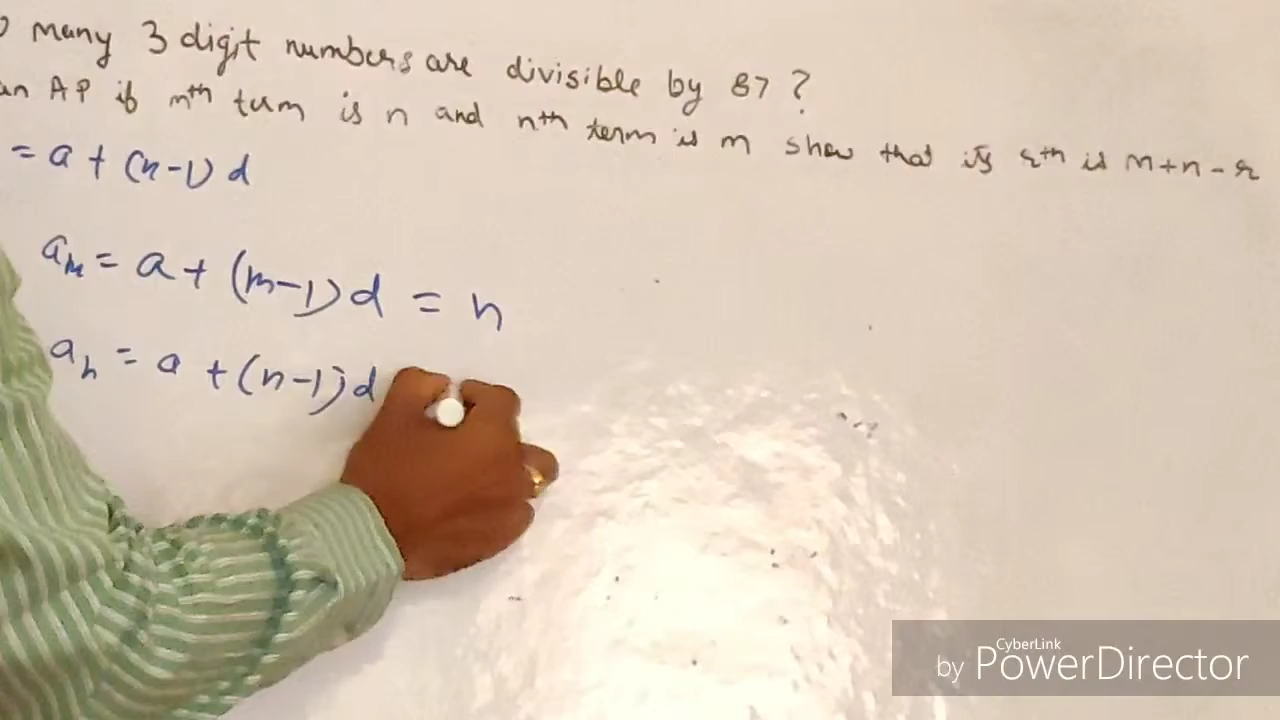 many 3 digit numbers are divisible by 87 ?
an AP if mth term is n and nth term is m show that its rth is m+n-r
= a + (n-1) d
am = a + (m-1) d = n
an = a + (n-1) d
CyberLink
by PowerDirector